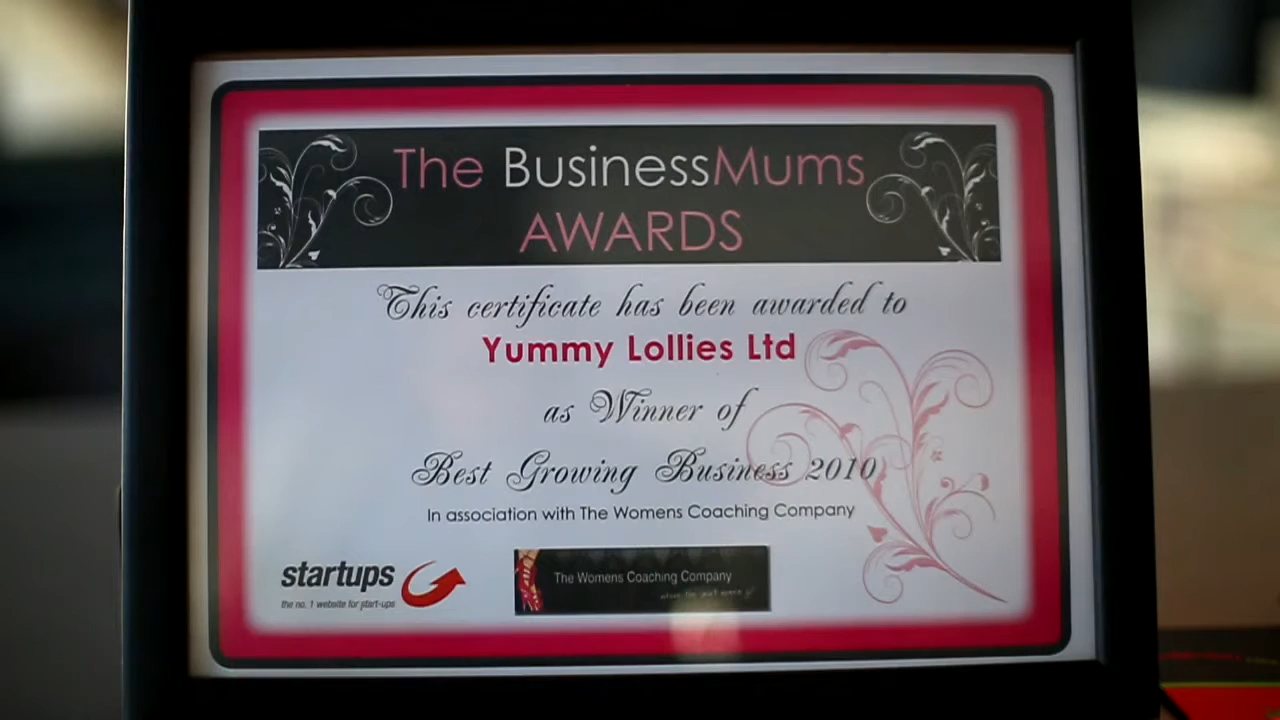 The BusinessMums
AWARDS
This certificate has been awarded to
Yummy Lollies Ltd
as Winner of
Best Growing Business 2010
In association with The Womens Coaching Company
startups
the no. 1 website for start-ups
The Womens Coaching Company